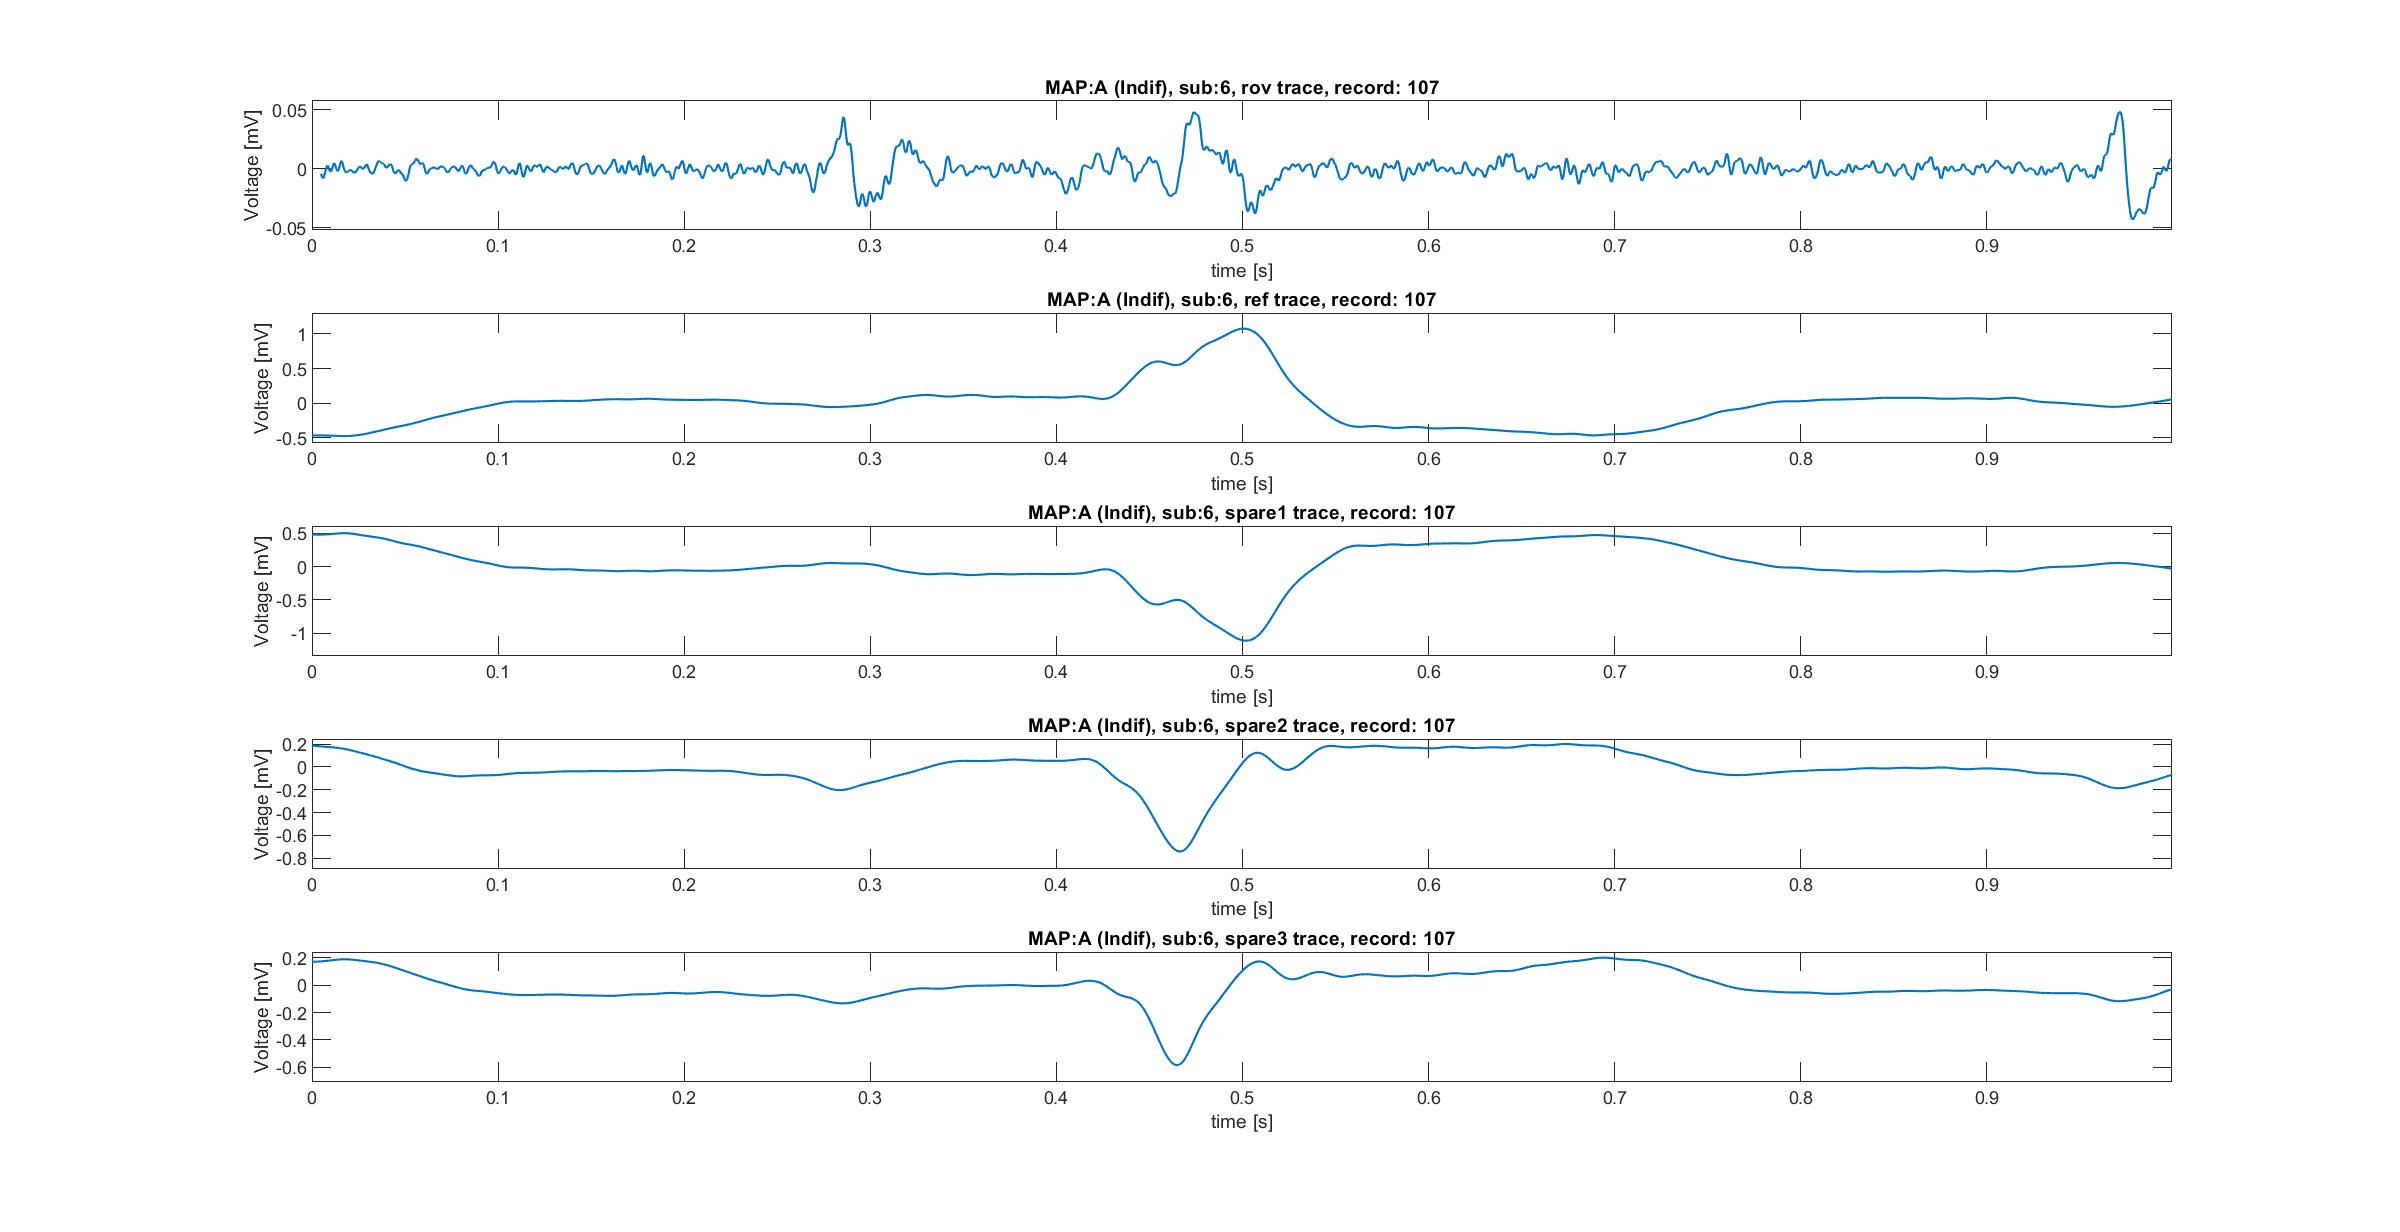 MAP:A (Indif), sub:6, rov trace, record: 107
Voltage [mV]
0.05
0
-0.05
0 0.1 0.2 0.3 0.4 0.5 0.6 0.7 0.8 0.9
time [s]
MAP:A (Indif), sub:6, ref trace, record: 107
Voltage [mV]
1
0.5
0
-0.5
0 0.1 0.2 0.3 0.4 0.5 0.6 0.7 0.8 0.9
time [s]
MAP:A (Indif), sub:6, spare1 trace, record: 107
Voltage [mV]
0.5
0
-0.5
-1
0 0.1 0.2 0.3 0.4 0.5 0.6 0.7 0.8 0.9
time [s]
MAP:A (Indif), sub:6, spare2 trace, record: 107
Voltage [mV]
0.2
0
-0.2
-0.4
-0.6
-0.8
0 0.1 0.2 0.3 0.4 0.5 0.6 0.7 0.8 0.9
time [s]
MAP:A (Indif), sub:6, spare3 trace, record: 107
Voltage [mV]
0.2
0
-0.2
-0.4
-0.6
0 0.1 0.2 0.3 0.4 0.5 0.6 0.7 0.8 0.9
time [s]